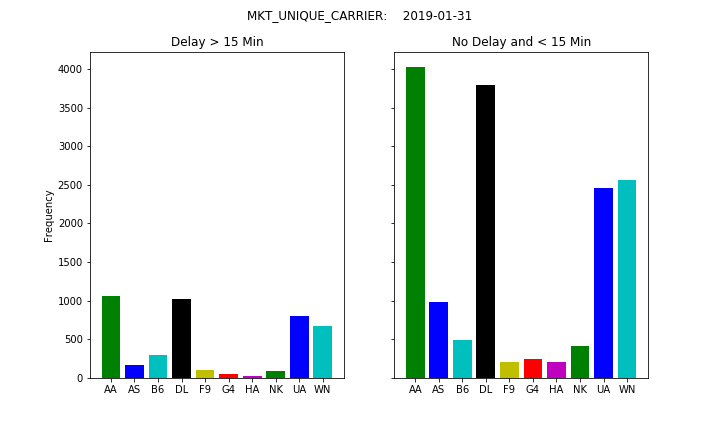 MKT_UNIQUE_CARRIER: 2019-01-31
Delay > 15 Min
No Delay and < 15 Min
Frequency
4000
3500
3000
2500
2000
1500
1000
500
0
AA AS B6 DL F9 G4 HA NK UA WN
AA AS B6 DL F9 G4 HA NK UA WN